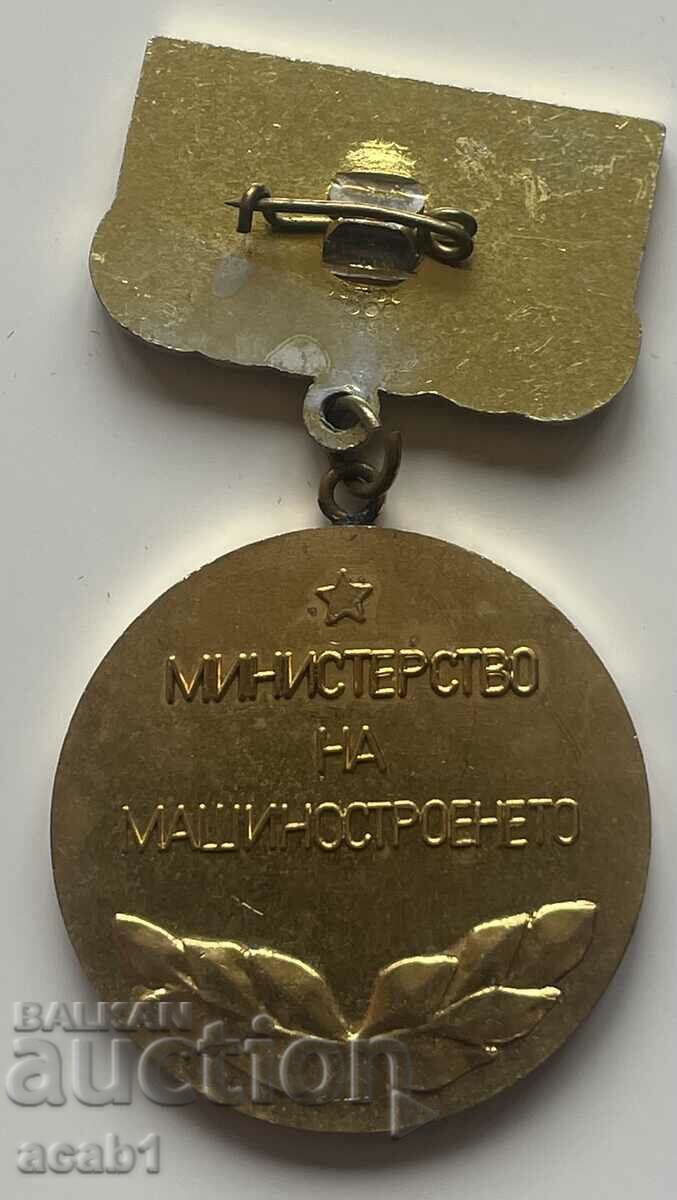 МИНИСТЕРСТВО
НА
МАШИНОСТРОЕНЕТО
BALKAN
auction
acab1